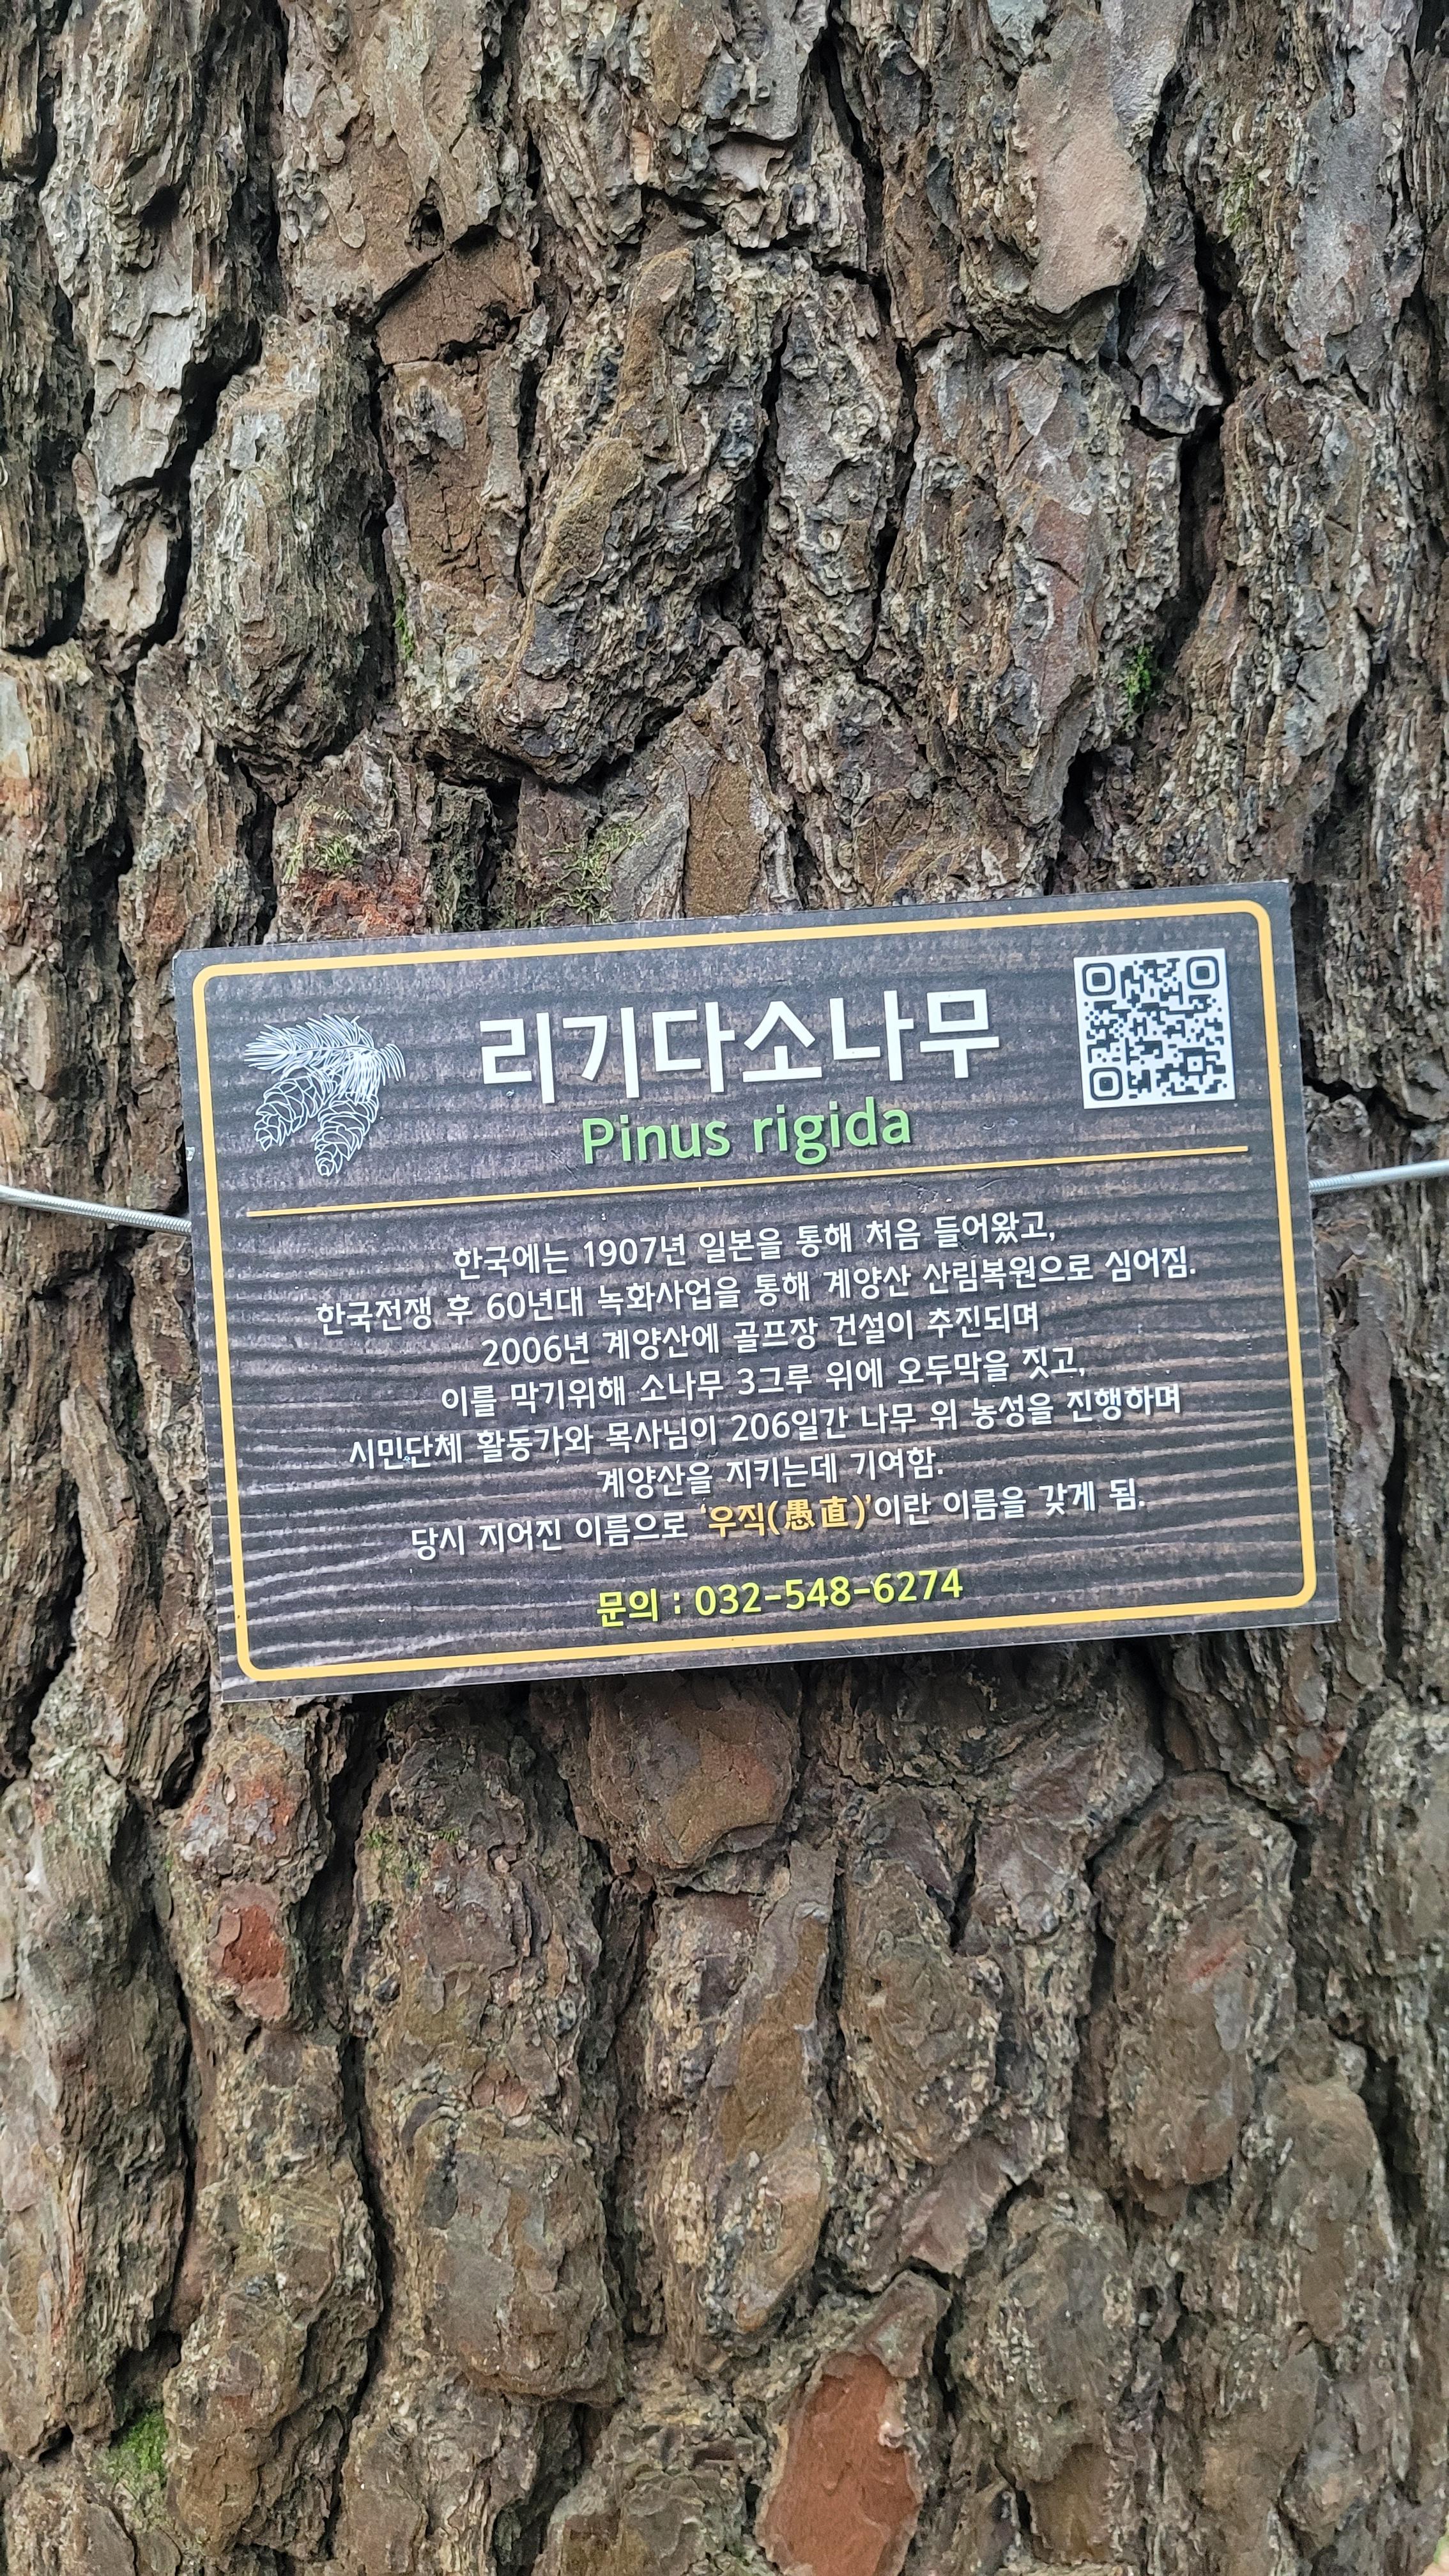 리기다소나무
Pinus rigida
한국에는 1907년 일본을 통해 처음 들어왔고,
한국전쟁 후 60년대 녹화사업을 통해 계양산 산림복원으로 심어짐.
2006년 계양산에 골프장 건설이 추진되며
이를 막기위해 소나무 3그루 위에 오두막을 짓고,
시민단체 활동가와 목사님이 206일간 나무 위 농성을 진행하며
계양산을 지키는데 기여함.
당시 지어진 이름으로 '우직(愚直)'이란 이름을 갖게 됨.
문의 : 032-548-6274